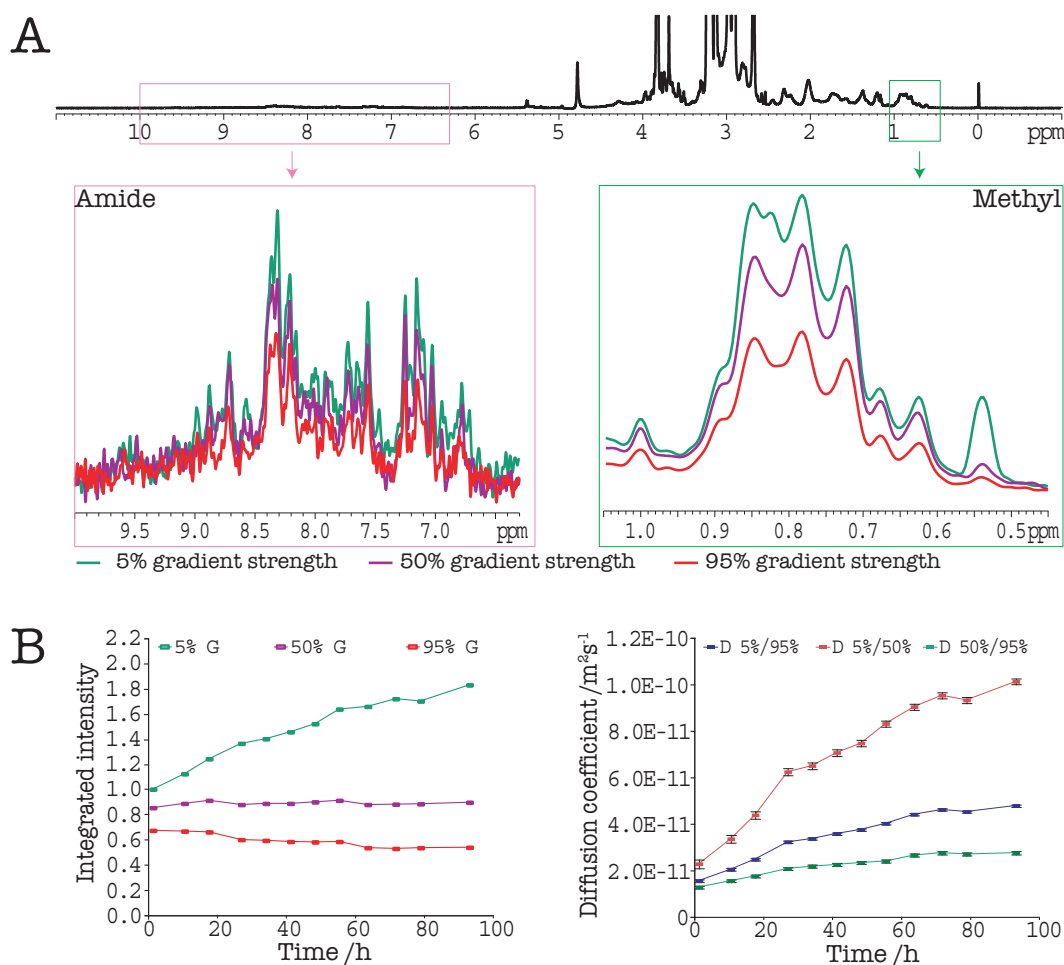 A
10 9 8 7 6 5 4 3 2 1 0 ppm
Amide
9.5 9.0 8.5 8.0 7.5 7.0 ppm
Methyl
1.0 0.9 0.8 0.7 0.6 0.5 ppm
5% gradient strength 50% gradient strength 95% gradient strength
B
5% G 50% G 95% G
Integrated intensity
2.2
2.0
1.8
1.6
1.4
1.2
1.0
0.8
0.6
0.4
0.2
0.0
0 20 40 60 80 100
Time /h
D 5%/95% D 5%/50% D 50%/95%
Diffusion coefficient /m²s⁻¹
1.2E-10
1.0E-10
8.0E-11
6.0E-11
4.0E-11
2.0E-11
0
0 20 40 60 80 100
Time /h